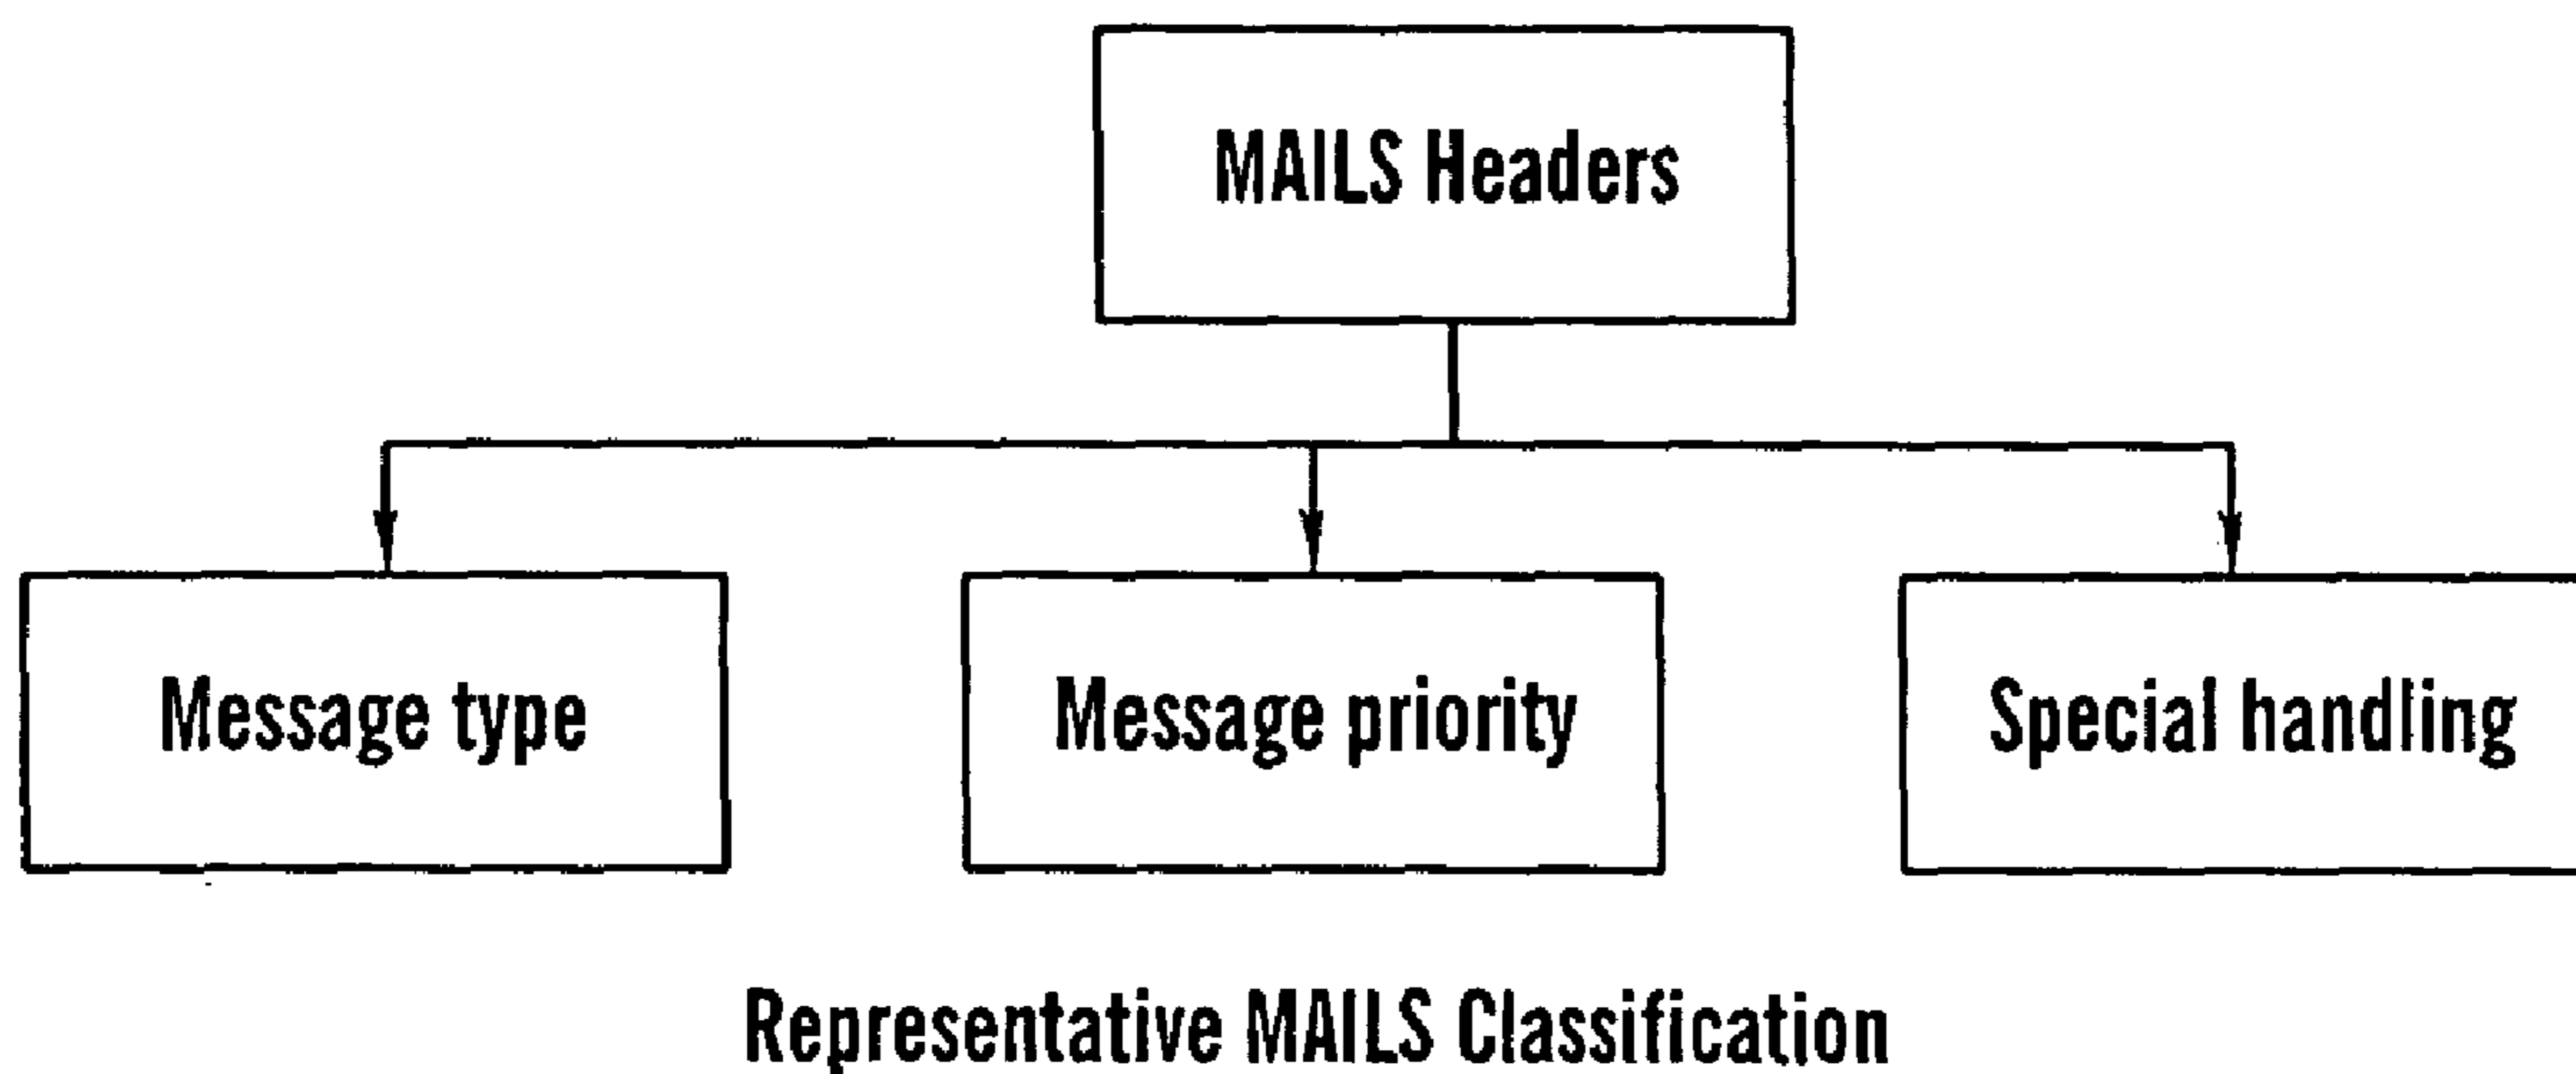 MAILS Headers
Message type
Message priority
Special handling
Representative MAILS Classification